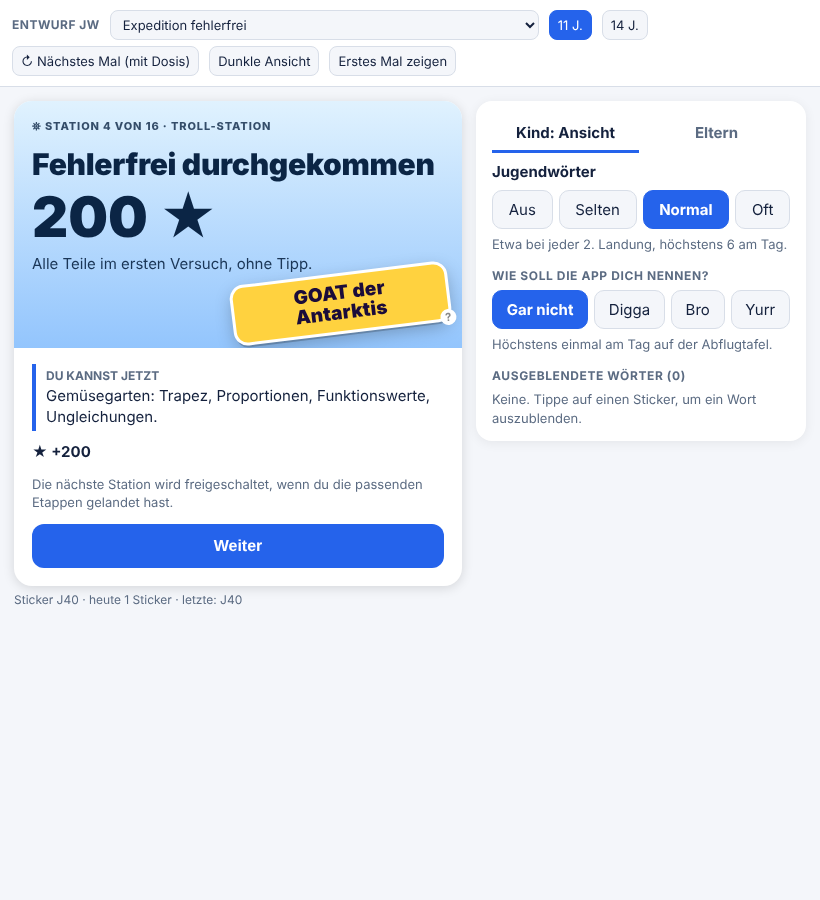 ENTWURF JW
Expedition fehlerfrei
11 J.
14 J.
↻ Nächstes Mal (mit Dosis)
Dunkle Ansicht
Erstes Mal zeigen
❄ STATION 4 VON 16 · TROLL-STATION
Fehlerfrei durchgekommen
200 ★
Alle Teile im ersten Versuch, ohne Tipp.
GOAT der
Antarktis
?
DU KANNST JETZT
Gemüsegarten: Trapez, Proportionen, Funktionswerte,
Ungleichungen.
★ +200
Die nächste Station wird freigeschaltet, wenn du die passenden
Etappen gelandet hast.
Weiter
Sticker J40 · heute 1 Sticker · letzte: J40
Kind: Ansicht
Eltern
Jugendwörter
Aus
Selten
Normal
Oft
Etwa bei jeder 2. Landung, höchstens 6 am Tag.
WIE SOLL DIE APP DICH NENNEN?
Gar nicht
Digga
Bro
Yurr
Höchstens einmal am Tag auf der Abflugtafel.
AUSGEBLENDETE WÖRTER (0)
Keine. Tippe auf einen Sticker, um ein Wort
auszublenden.